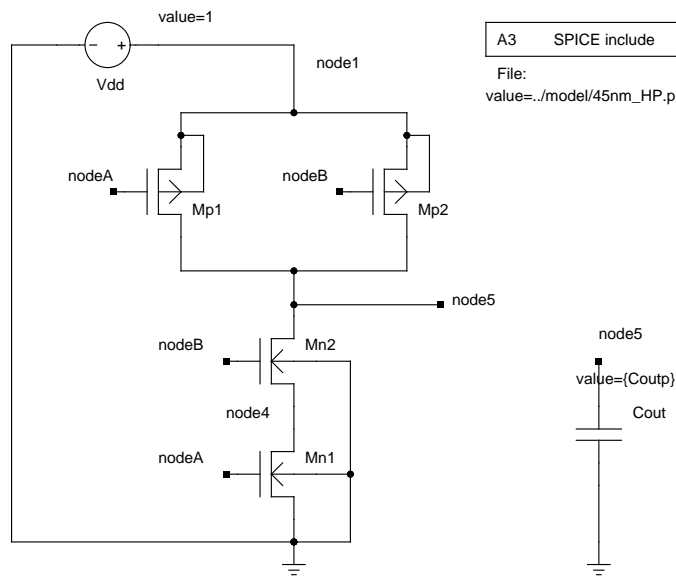 value=1
Vdd
node1
A3 SPICE include
File:
value=../model/45nm_HP.p
nodeA
Mp1
nodeB
Mp2
node5
nodeB
Mn2
node4
nodeA
Mn1
node5
value={Coutp}
Cout